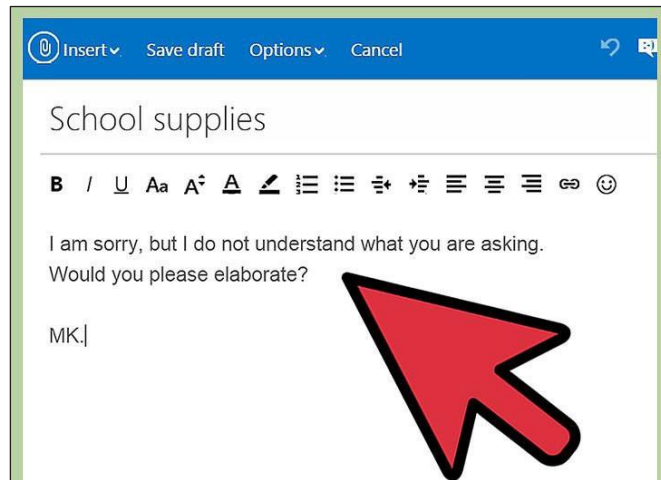 Insert Save draft Options Cancel
School supplies
B I U Aa A A
I am sorry, but I do not understand what you are asking.
Would you please elaborate?
MK.